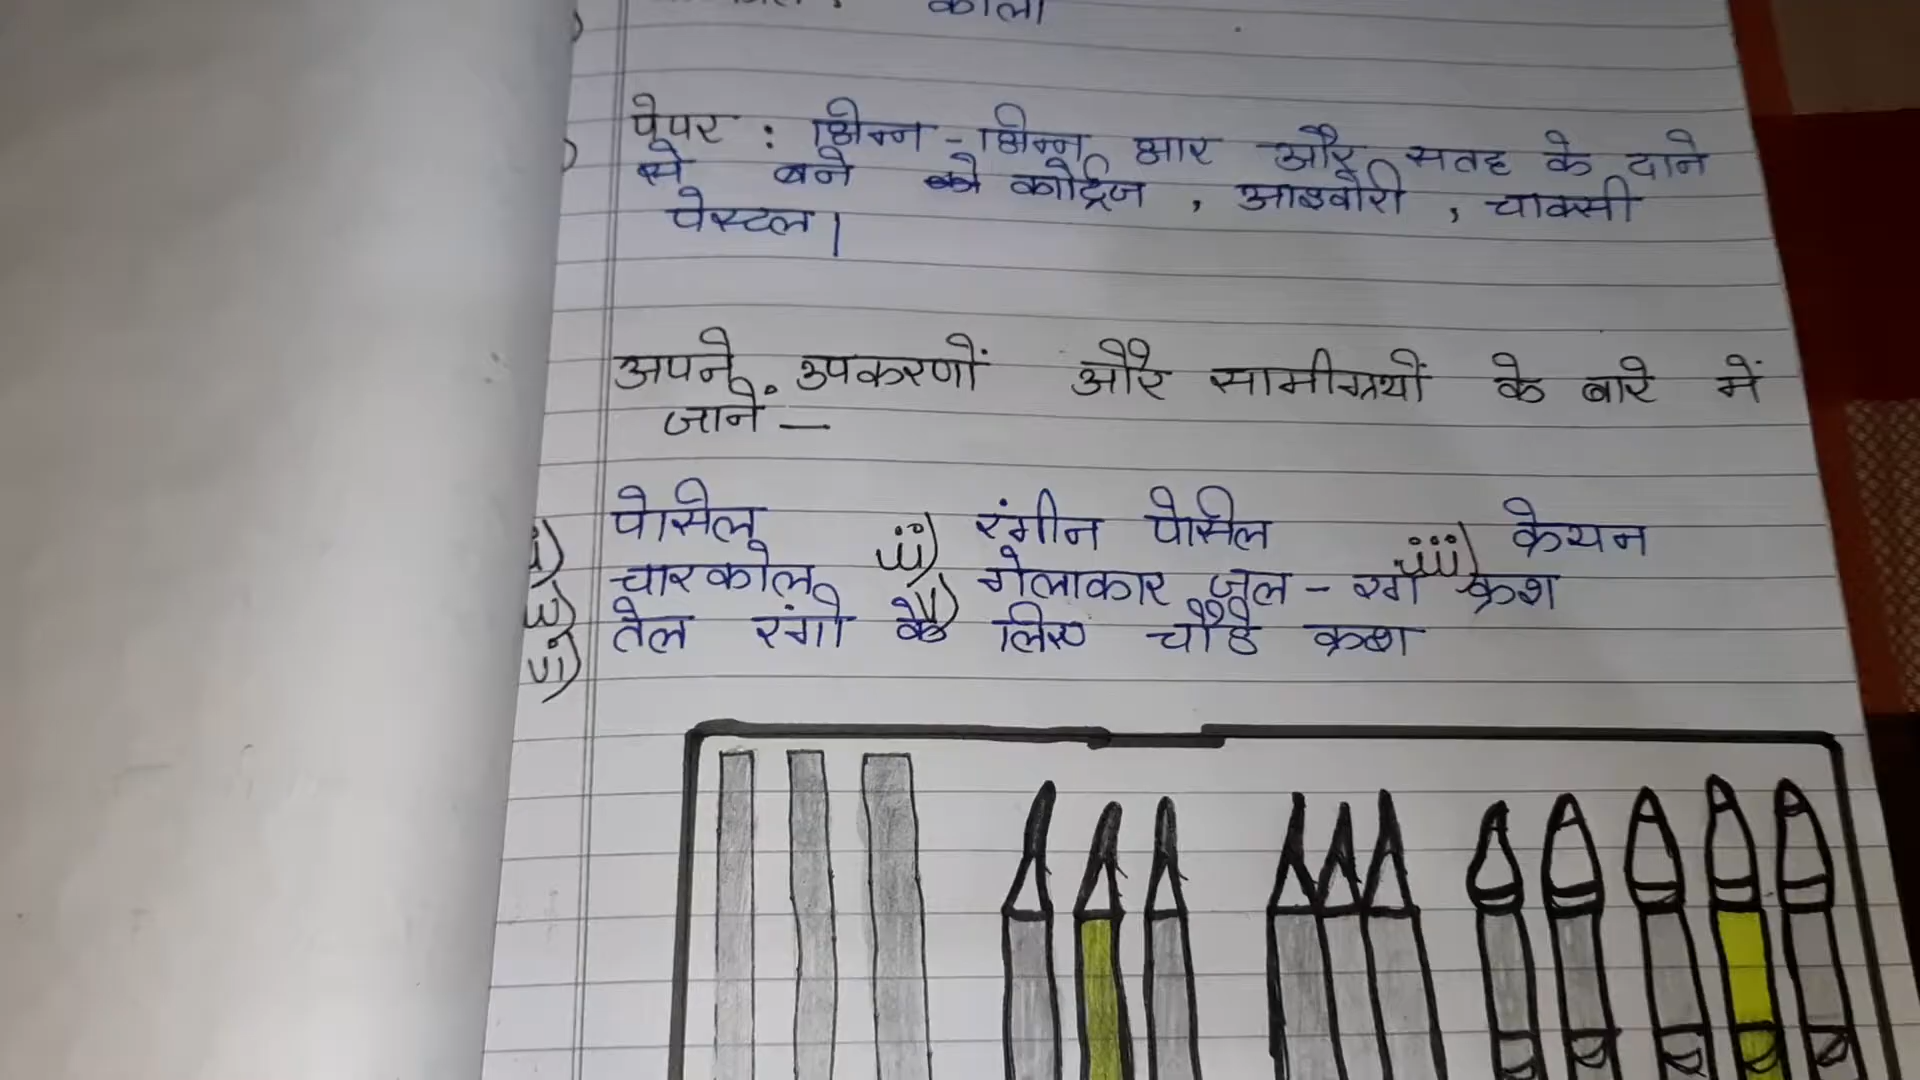 काला
पेपर : भिन्न - भिन्न भार और सतह के दाने
से बने को कार्ट्रिज , आइवोरी , चाक्सी
पेस्टल |
अपने उपकरणों और सामग्रियों के बारे में
जानें —
i) पेंसिल ii) रंगीन पेंसिल iii) क्रेयन
iv) चारकोल v) गोलाकार जल - रंग ब्रश
vi) तेल रंगो के लिए चौड़े ब्रश